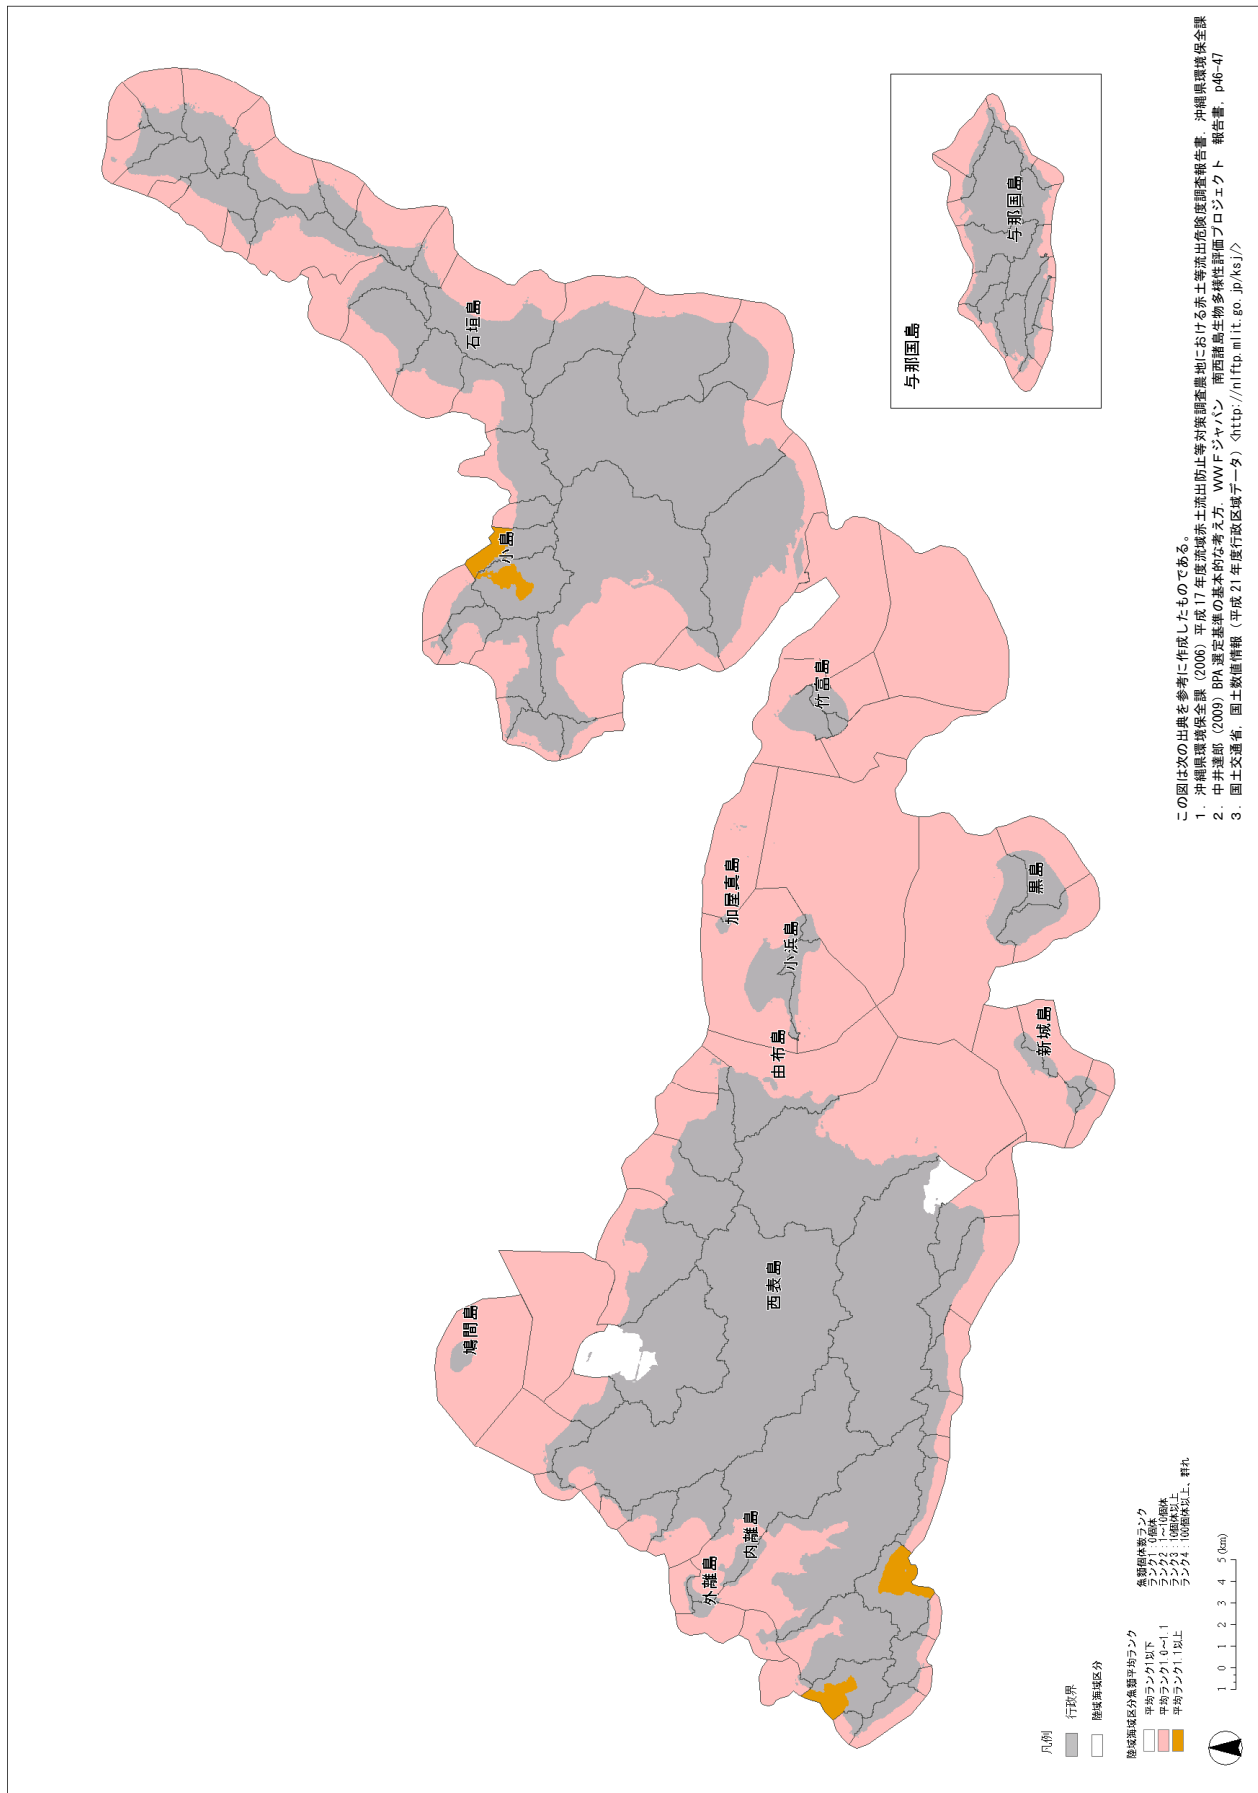 石垣島
小島
竹富島
加屋真島
小浜島
由布島
黒島
新城島
西表島
鳩間島
内離島
外離島
与那国島
与那国島
この図は次の出典を参考に作成したものである。
1. 沖縄県環境保全課 (2006) 平成17年度流域赤土流出防止等対策調査農地における赤土等流出危険度調査報告書. 沖縄県環境保全課
2. 中井達郎 (2009) BPA選定基準の基本的な考え方. WWFジャパン 南西諸島生物多様性評価プロジェクト 報告書, p46-47
3. 国土交通省, 国土数値情報 (平成21年度行政区域データ) <http://nlftp.mlit.go.jp/ksj/>
凡例
行政界
陸域海域区分
陸域海域区分魚類平均ランク
平均ランク1以下
平均ランク1.0~1.1
平均ランク1.1以上
魚類個体数ランク
ランク1:0個体
ランク2:1~10個体
ランク3:10個体以上
ランク4:100個体以上、群れ
1 0 1 2 3 4 5 (km)